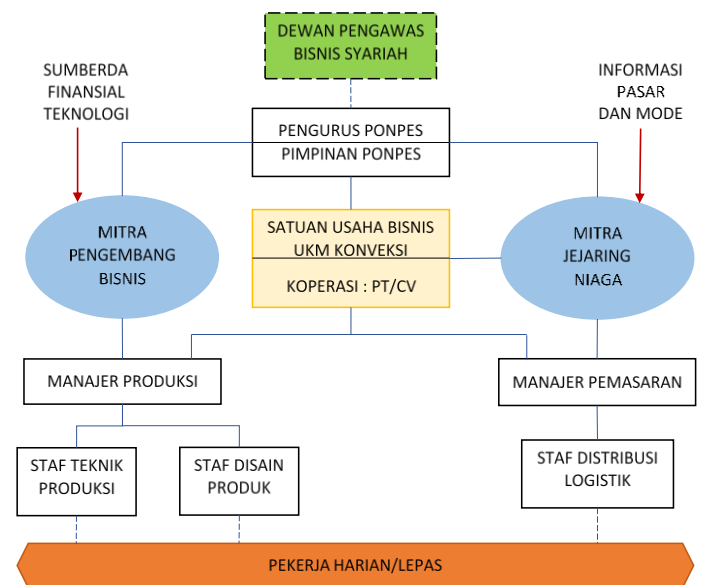 DEWAN PENGAWAS
BISNIS SYARIAH
SUMBERDA
FINANSIAL
TEKNOLOGI
INFORMASI
PASAR
DAN MODE
PENGURUS PONPES
PIMPINAN PONPES
MITRA
PENGEMBANG
BISNIS
SATUAN USAHA BISNIS
UKM KONVEKSI
KOPERASI : PT/CV
MITRA
JEJARING
NIAGA
MANAJER PRODUKSI
MANAJER PEMASARAN
STAF TEKNIK
PRODUKSI
STAF DISAIN
PRODUK
STAF DISTRIBUSI
LOGISTIK
PEKERJA HARIAN/LEPAS